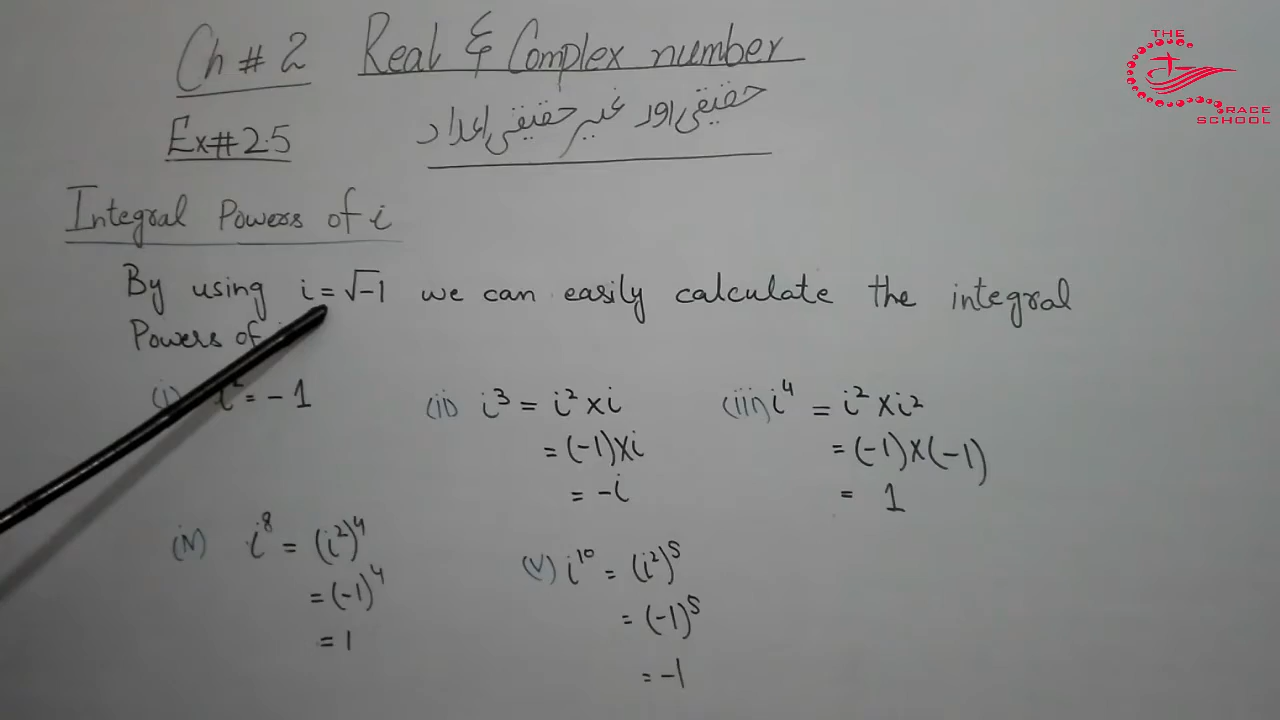 Ch # 2 Real & Complex number
حقیقی اور غیر حقیقی اعداد
Ex# 2.5
Integral Powers of i
By using i = √-1 we can easily calculate the integral
Powers of
(i) i² = -1
(ii) i³ = i² x i
= (-1) x i
= -i
(iii) i⁴ = i² x i²
= (-1) x (-1)
= 1
(iv) i⁸ = (i²)⁴
= (-1)⁴
= 1
(v) i¹⁰ = (i²)⁵
= (-1)⁵
= -1
THE
RACE
SCHOOL